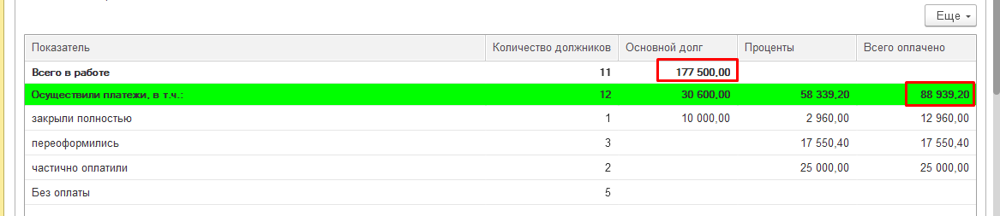 Еще
Показатель Количество должников Основной долг Проценты Всего оплачено
Всего в работе 11 177 500,00
Осуществили платежи, в т.ч.: 12 30 600,00 58 339,20 88 939,20
закрыли полностью 1 10 000,00 2 960,00 12 960,00
переоформились 3 17 550,40 17 550,40
частично оплатили 2 25 000,00 25 000,00
Без оплаты 5